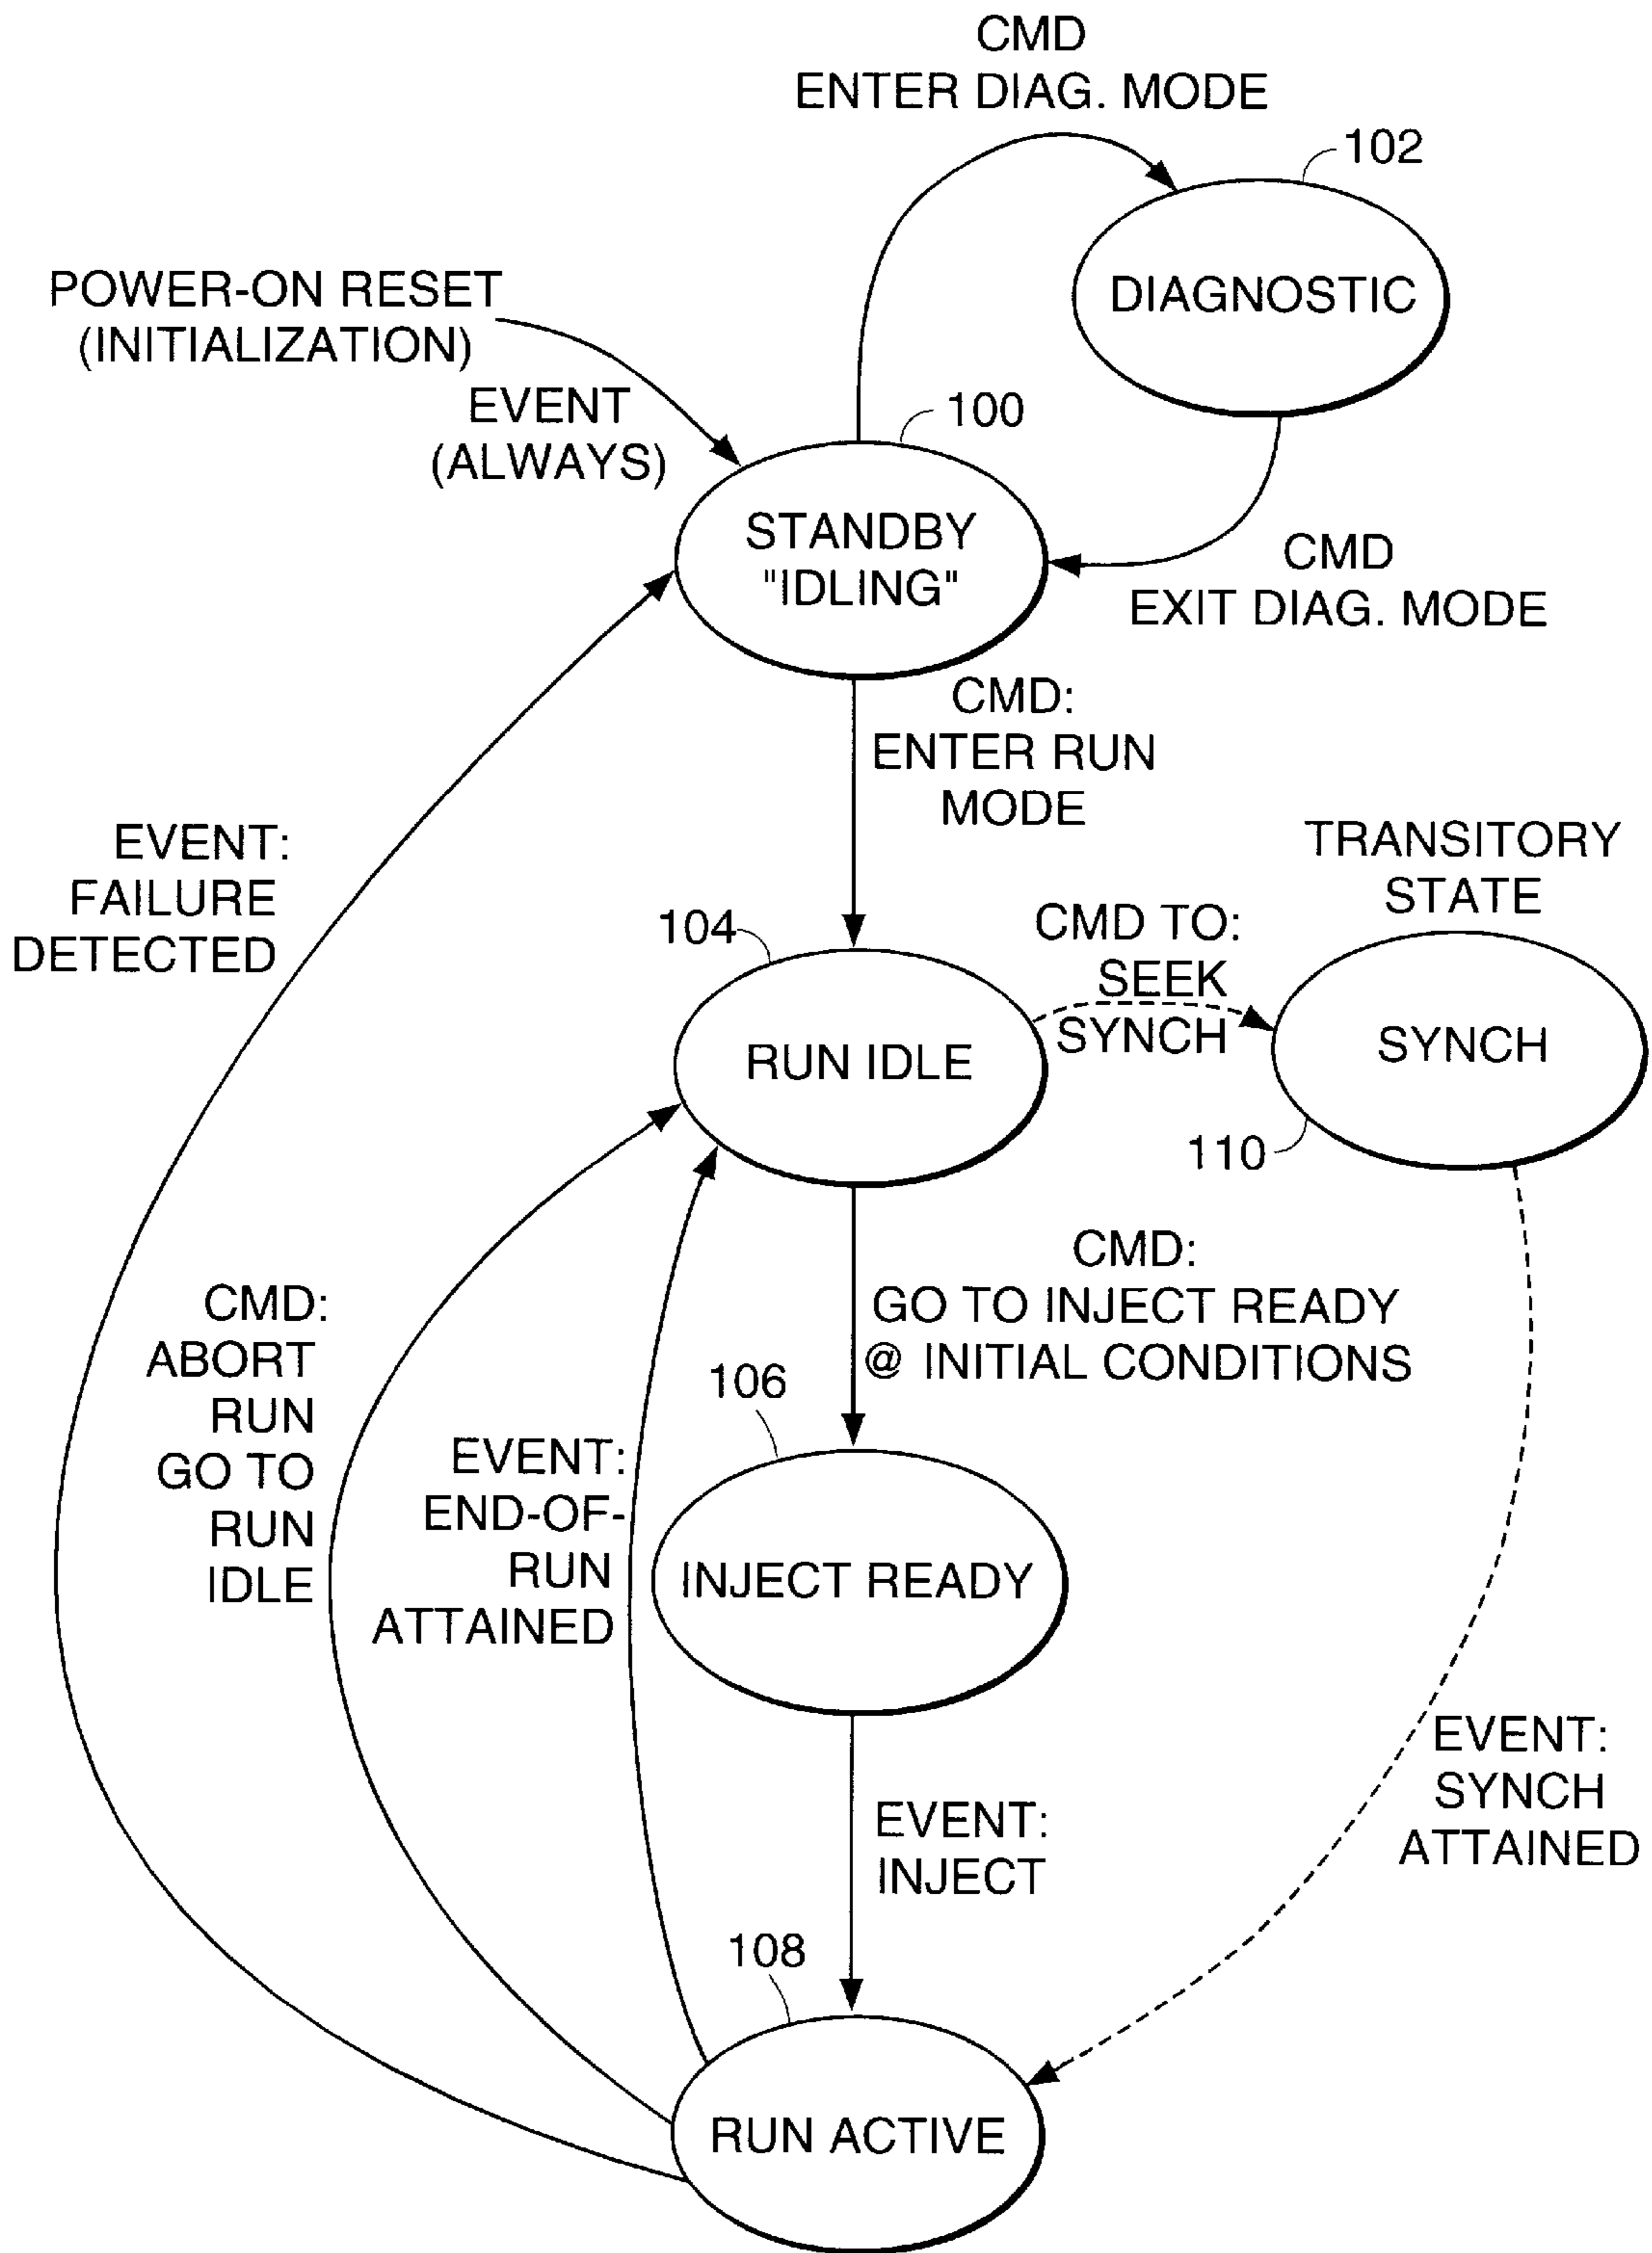 CMD
ENTER DIAG. MODE
102
DIAGNOSTIC
POWER-ON RESET
(INITIALIZATION)
EVENT
(ALWAYS)
100
STANDBY
"IDLING"
CMD
EXIT DIAG. MODE
CMD:
ENTER RUN
MODE
EVENT:
FAILURE
DETECTED
104
RUN IDLE
CMD TO:
SEEK
SYNCH
TRANSITORY
STATE
SYNCH
110
CMD:
GO TO INJECT READY
@ INITIAL CONDITIONS
CMD:
ABORT
RUN
GO TO
RUN
IDLE
EVENT:
END-OF-
RUN
ATTAINED
106
INJECT READY
EVENT:
SYNCH
ATTAINED
EVENT:
INJECT
108
RUN ACTIVE